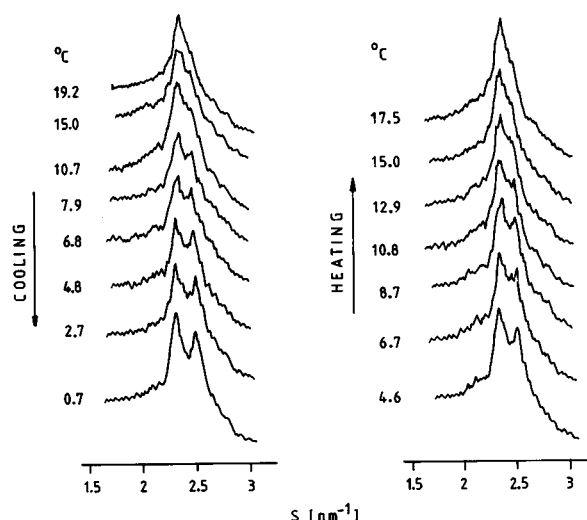 °C
19.2
15.0
10.7
7.9
6.8
4.8
2.7
0.7
COOLING
1.5 2 2.5 3
°C
17.5
15.0
12.9
10.8
8.7
6.7
4.6
HEATING
1.5 2 2.5 3
S [nm⁻¹]